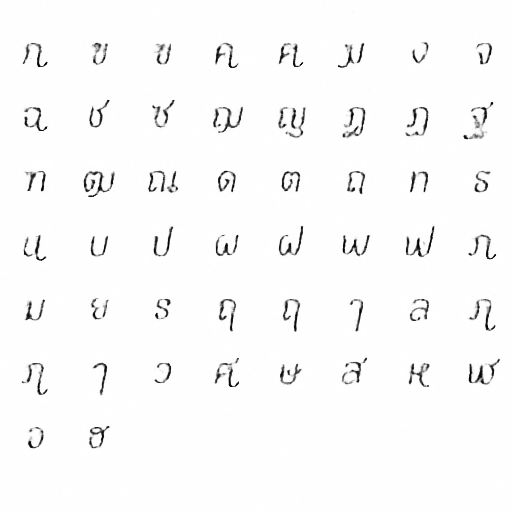 ก ข ฃ ค ฅ ฆ ง จ
ฉ ช ซ ฌ ญ ฎ ฏ ฐ
ฑ ฒ ณ ด ต ถ ท ธ
น บ ป ผ ฝ พ ฟ ภ
ม ย ร ฤ ฤ ๅ ล ฦ
ฦ ๅ ว ศ ษ ส ห ฬ
อ ฮ